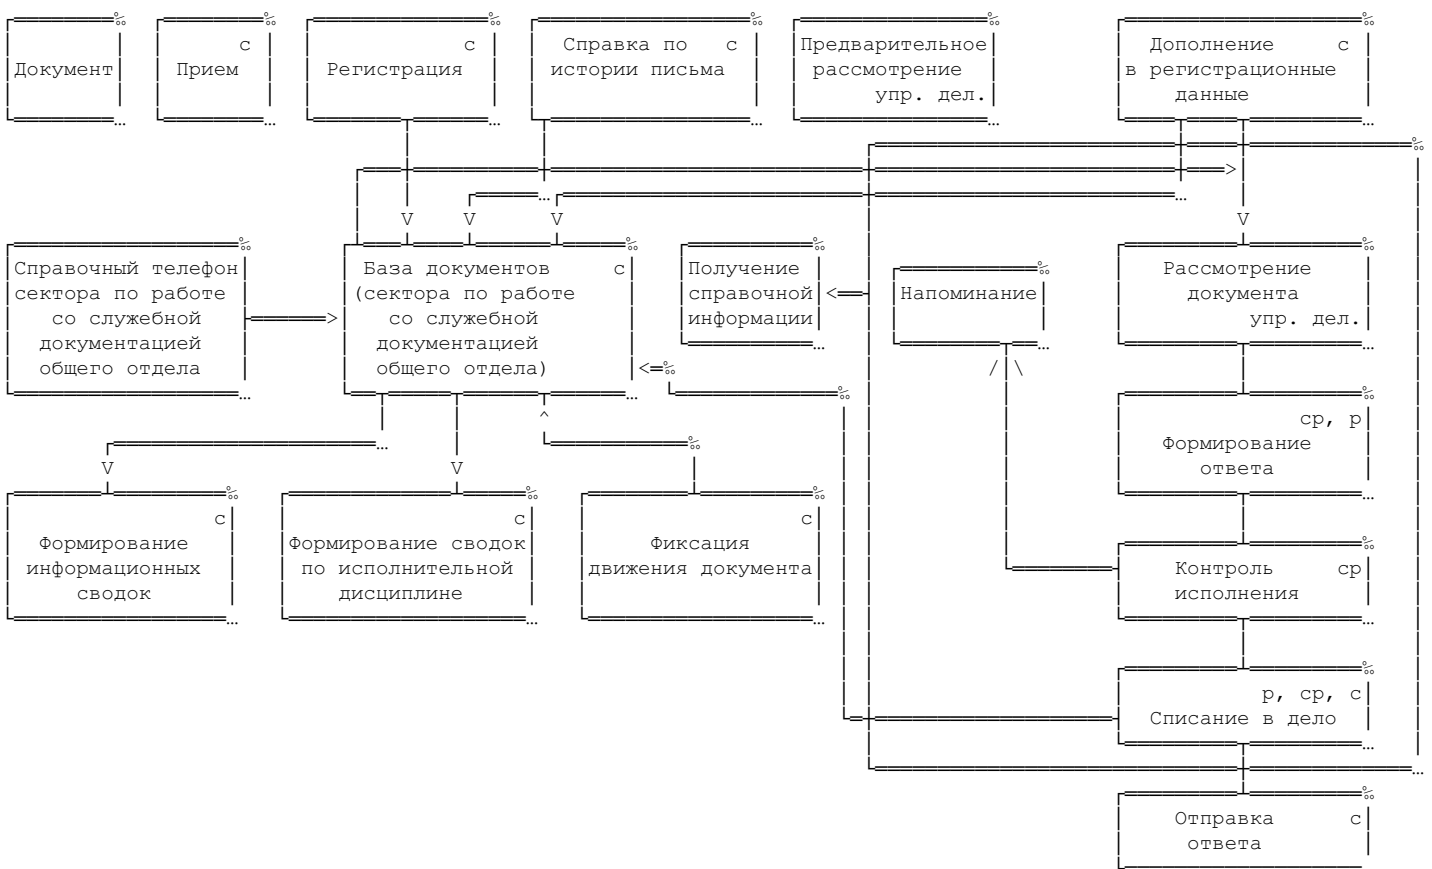 Документ
с
Прием
с
Регистрация
Справка по с
истории письма
Предварительное
рассмотрение
упр. дел.
Дополнение с
в регистрационные
данные
Справочный телефон
сектора по работе
со служебной
документацией
общего отдела
База документов с
(сектора по работе
со служебной
документацией
общего отдела)
Получение
справочной
информации
Напоминание
Рассмотрение
документа
упр. дел.
ср, р
Формирование
ответа
с
Формирование
информационных
сводок
с
Формирование сводок
по исполнительной
дисциплине
с
Фиксация
движения документа
Контроль ср
исполнения
р, ср, с
Списание в дело
Отправка с
ответа